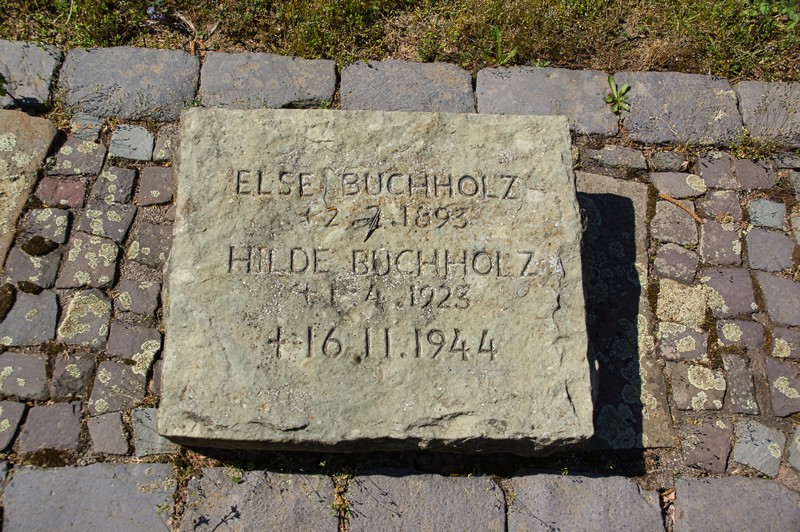 ELSE BUCHHOLZ
2.7.1893
HILDE BUCHHOLZ
1.4.1923
+16.11.1944